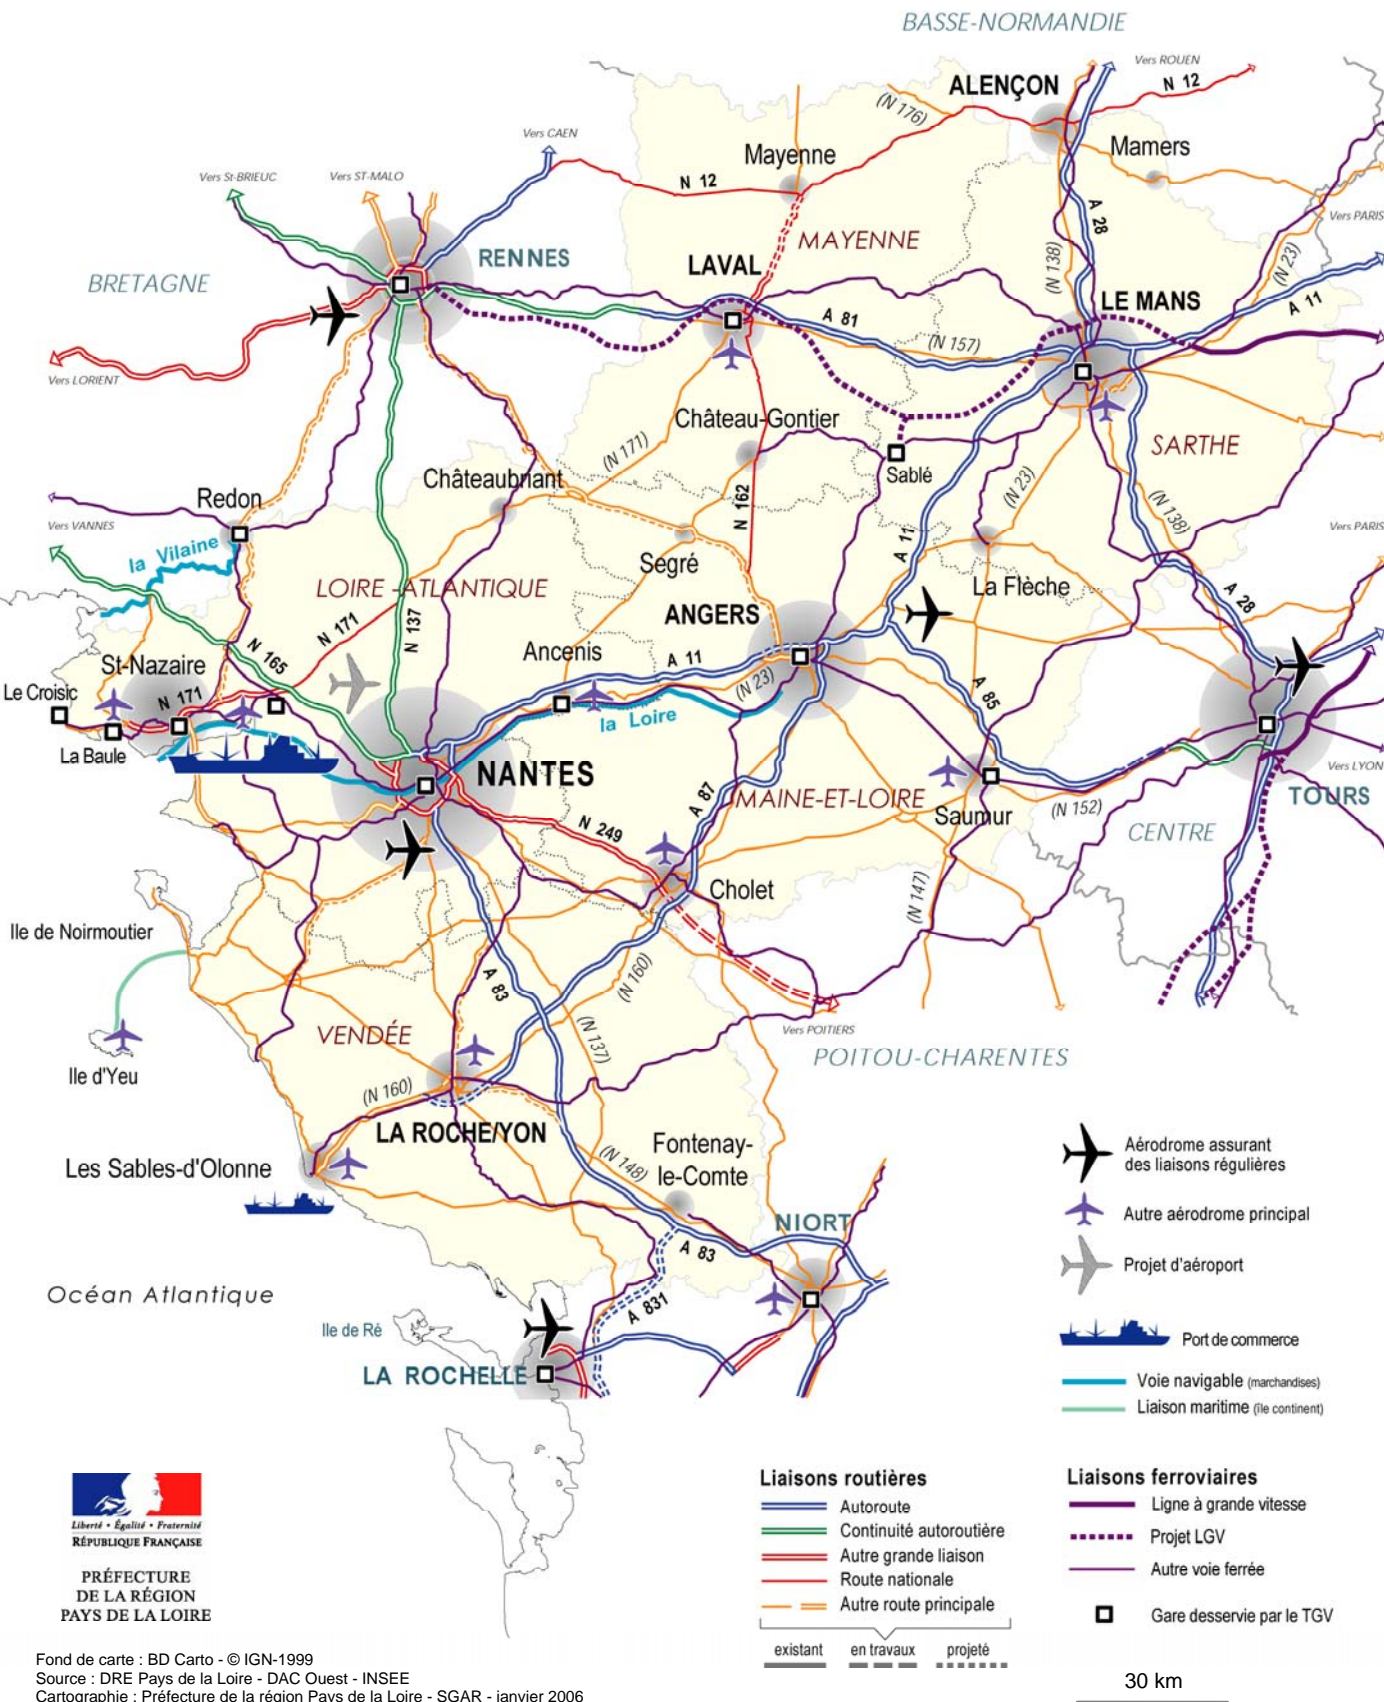 BASSE-NORMANDIE
Vers ROUEN
ALENÇON
N 12
(N 176)
Mamers
Vers CAEN
Mayenne
Vers St-BRIEUC
Vers ST-MALO
N 12
A 28
Vers PARIS
MAYENNE
RENNES
LAVAL
(N 138)
(N 23)
BRETAGNE
LE MANS
A 11
A 81
(N 157)
Vers LORIENT
Château-Gontier
SARTHE
(N 171)
Châteaubriant
Sablé
(N 23)
Redon
N 162
(N 138)
Vers VANNES
Vers PARIS
A 11
la Vilaine
Segré
La Flèche
LOIRE-ATLANTIQUE
A 28
N 171
N 137
ANGERS
N 165
Ancenis
A 11
St-Nazaire
Le Croisic
N 171
(N 23)
A 85
la Loire
La Baule
NANTES
Vers LYON
A 87
MAINE-ET-LOIRE
TOURS
Saumur
(N 152)
N 249
CENTRE
Cholet
(N 147)
Ile de Noirmoutier
(N 160)
A 83
VENDÉE
(N 137)
Vers POITIERS
POITOU-CHARENTES
Ile d'Yeu
(N 160)
LA ROCHE/YON
Fontenay-
le-Comte
(N 148)
Les Sables-d'Olonne
NIORT
A 83
Océan Atlantique
A 831
Ile de Ré
LA ROCHELLE
Aérodrome assurant
des liaisons régulières
Autre aérodrome principal
Projet d'aéroport
Port de commerce
Voie navigable (marchandises)
Liaison maritime (île continent)
Liaisons routières
Autoroute
Continuité autoroutière
Autre grande liaison
Route nationale
Autre route principale
existant en travaux projeté
Liaisons ferroviaires
Ligne à grande vitesse
Projet LGV
Autre voie ferrée
Gare desservie par le TGV
30 km
Liberté • Égalité • Fraternité
RÉPUBLIQUE FRANÇAISE
PRÉFECTURE
DE LA RÉGION
PAYS DE LA LOIRE
Fond de carte : BD Carto - © IGN-1999
Source : DRE Pays de la Loire - DAC Ouest - INSEE
Cartographie : Préfecture de la région Pays de la Loire - SGAR - janvier 2006